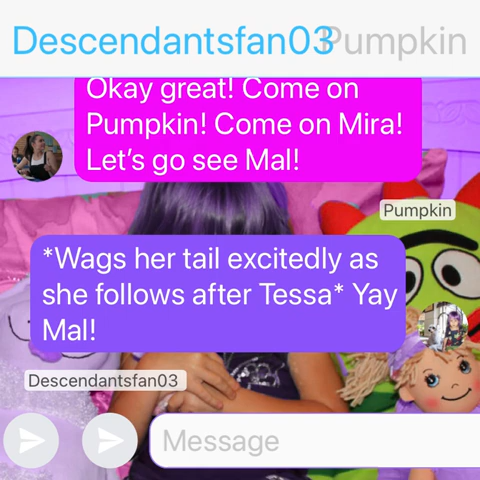 Descendantsfan03 Pumpkin
Okay great! Come on
Pumpkin! Come on Mira!
Let's go see Mal!
Pumpkin
*Wags her tail excitedly as
she follows after Tessa* Yay
Mal!
Descendantsfan03
Message